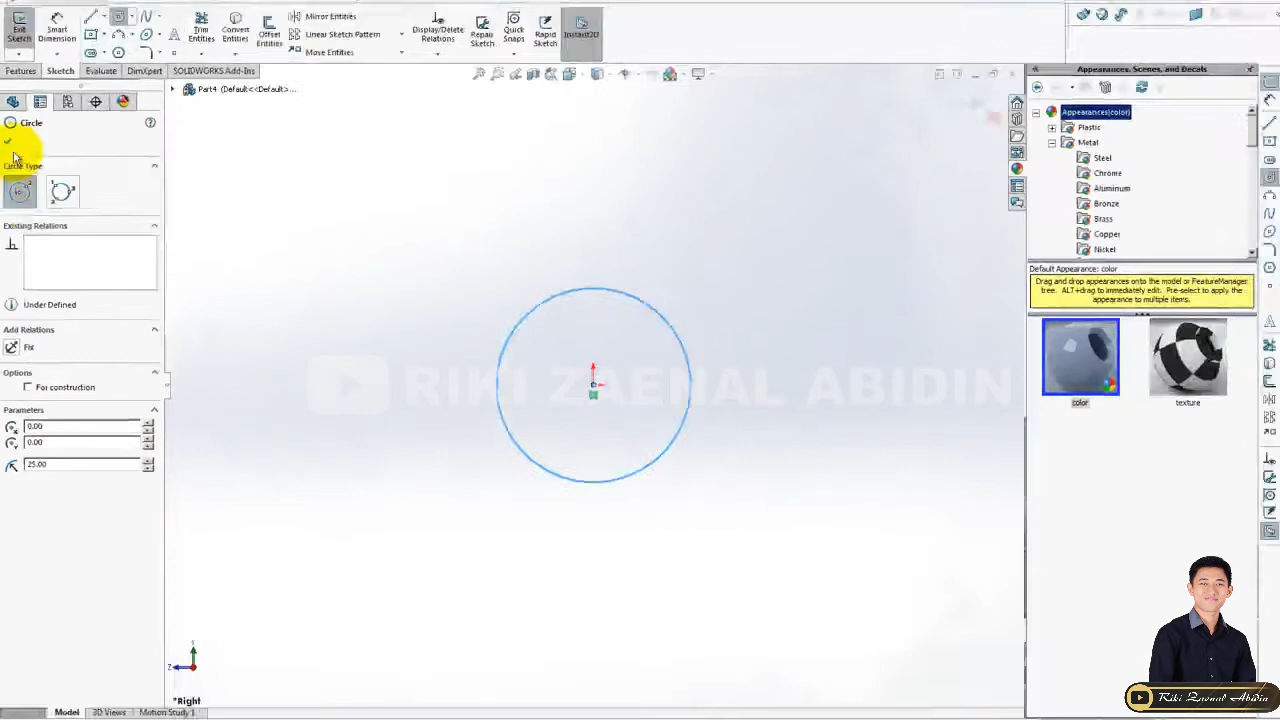 Exit Sketch
Smart Dimension
Trim Entities
Convert Entities
Offset Entities
Mirror Entities
Linear Sketch Pattern
Move Entities
Display/Delete Relations
Repair Sketch
Quick Snaps
Rapid Sketch
Instant2D
Features
Sketch
Evaluate
DimXpert
SOLIDWORKS Add-Ins
Part4 (Default<<Default>...
Circle
Circle Type
Existing Relations
Under Defined
Add Relations
Fix
Options
For construction
Parameters
0.00
0.00
25.00
RIKI ZAENAL ABIDIN
Y
Z
*Right
Model
3D Views
Motion Study 1
Appearances, Scenes, and Decals
Appearances(color)
Plastic
Metal
Steel
Chrome
Aluminum
Bronze
Brass
Copper
Nickel
Default Appearance: color
Drag and drop appearances onto the model or FeatureManager
tree. ALT+drag to immediately edit. Pre-select to apply the
appearance to multiple items.
color
texture
Riki Zaenal Abidin